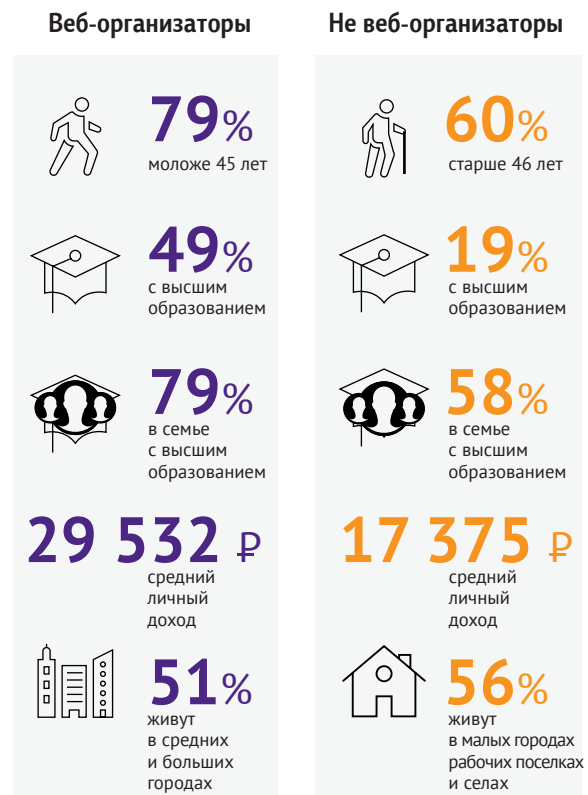 Веб-организаторы
79%
моложе 45 лет
49%
с высшим
образованием
79%
в семье
с высшим
образованием
29 532 ₽
средний
личный
доход
51%
живут
в средних
и больших
городах
Не веб-организаторы
60%
старше 46 лет
19%
с высшим
образованием
58%
в семье
с высшим
образованием
17 375 ₽
средний
личный
доход
56%
живут
в малых городах
рабочих поселках
и селах